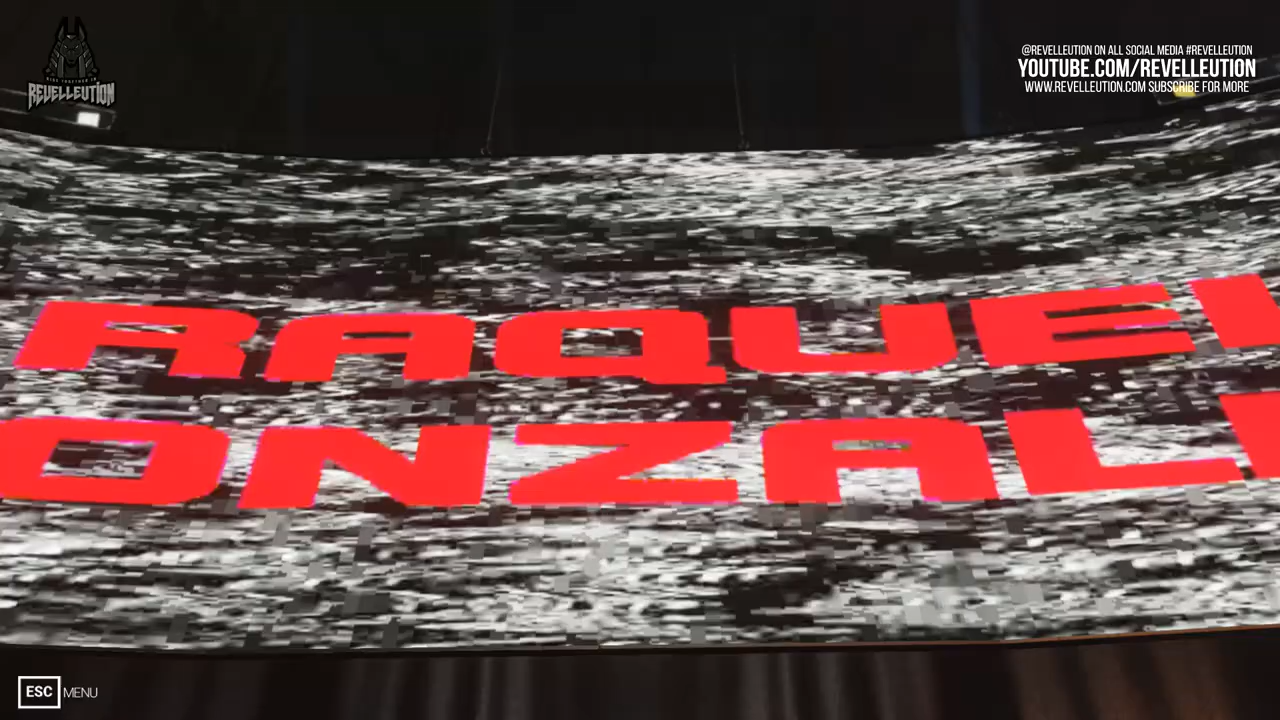 REVELLEUTION
@REVELLEUTION ON ALL SOCIAL MEDIA #REVELLEUTION
YOUTUBE.COM/REVELLEUTION
WWW.REVELLEUTION.COM SUBSCRIBE FOR MORE
RAQUEL
ONZAL
ESC MENU